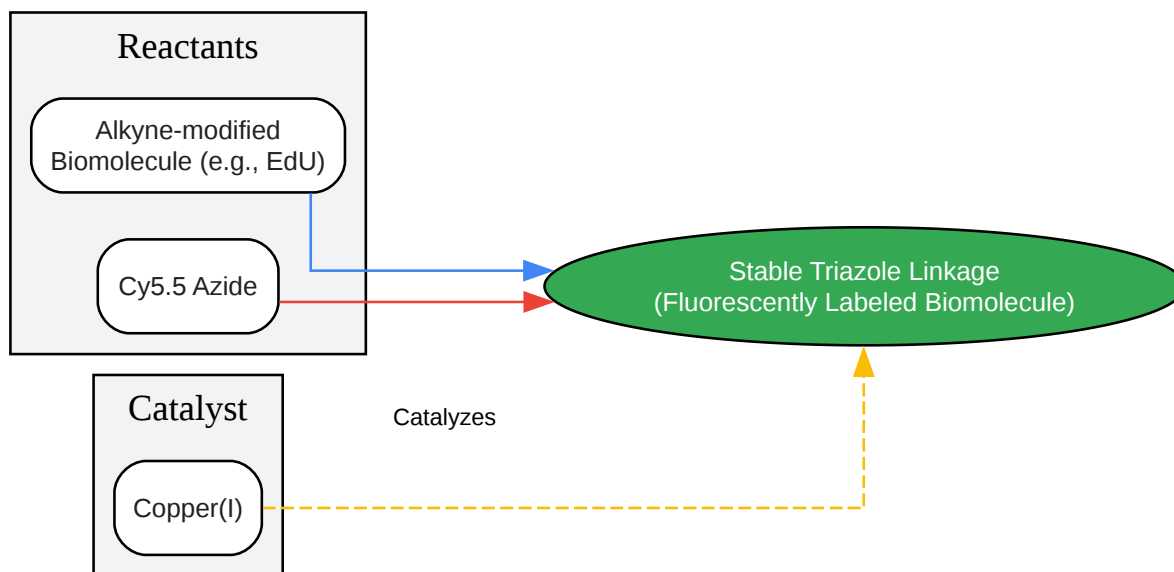 Reactants
Alkyne-modified
Biomolecule (e.g., EdU)
Cy5.5 Azide
Stable Triazole Linkage
(Fluorescently Labeled Biomolecule)
Catalyst
Catalyzes
Copper(I)